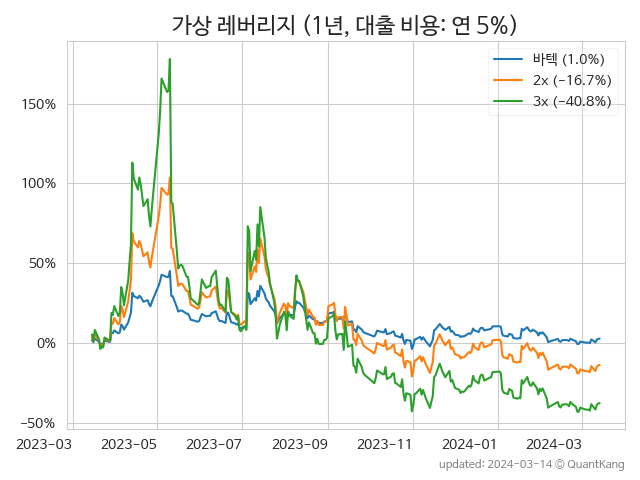 가상 레버리지 (1년, 대출 비용: 연 5%)
바텍 (1.0%)
2x (−16.7%)
3x (−40.8%)
150%
100%
50%
0%
−50%
2023-03 2023-05 2023-07 2023-09 2023-11 2024-01 2024-03
updated: 2024-03-14 © QuantKang